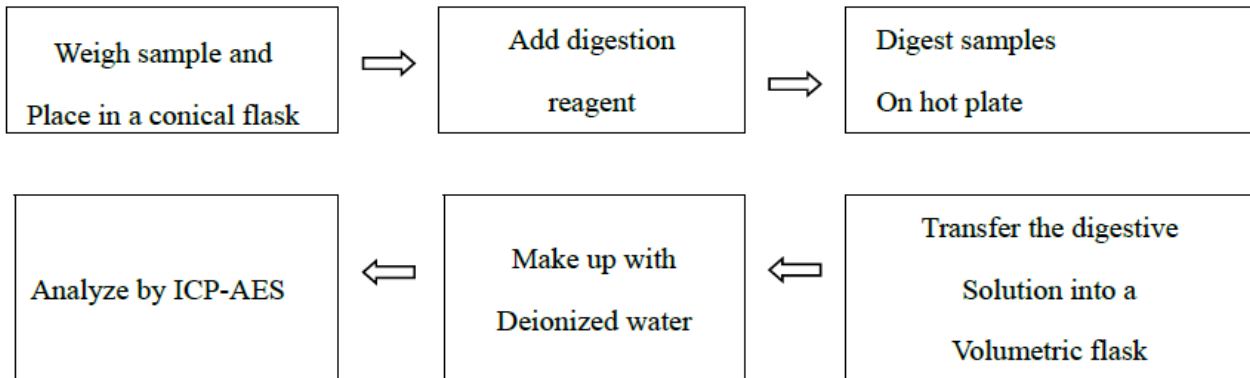 Weigh sample and
Place in a conical flask
Add digestion
reagent
Digest samples
On hot plate
Transfer the digestive
Solution into a
Volumetric flask
Make up with
Deionized water
Analyze by ICP-AES